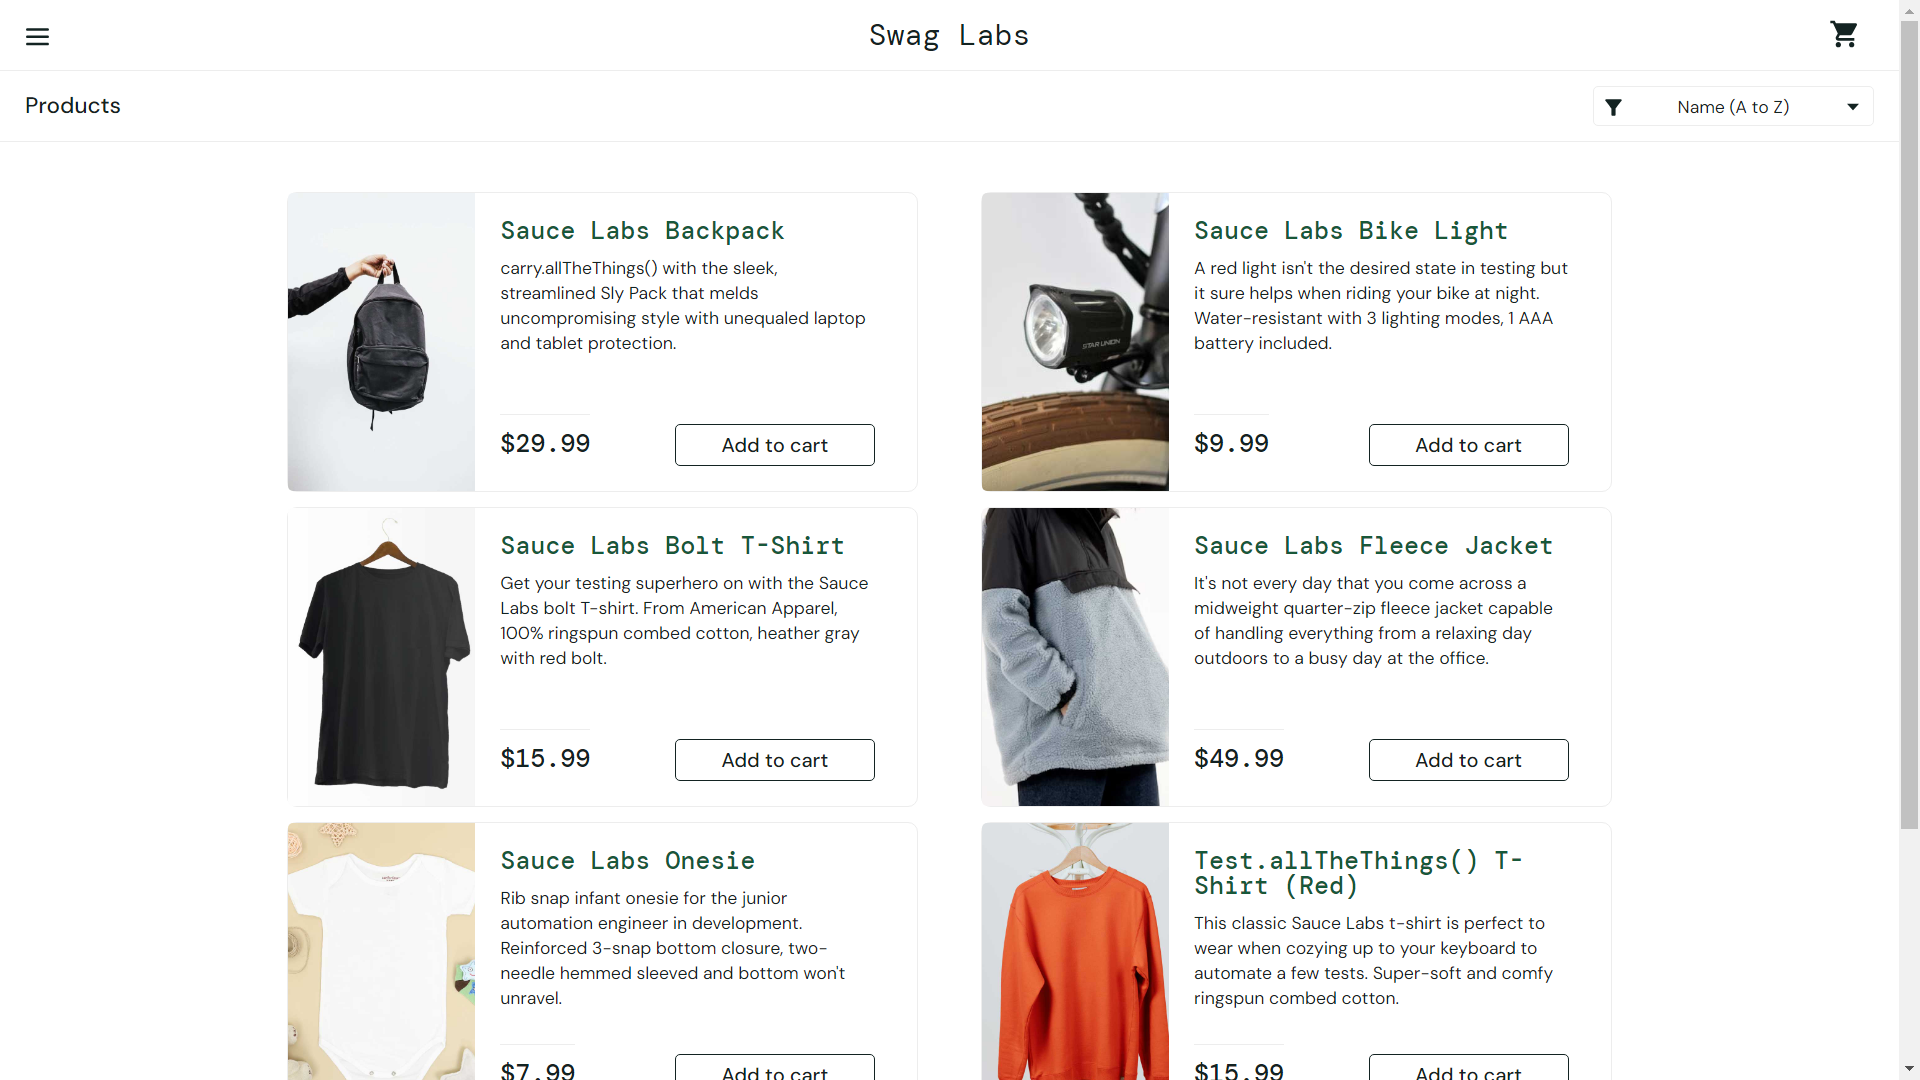 Swag Labs
Products
Name (A to Z)
Sauce Labs Backpack
carry.allTheThings() with the sleek,
streamlined Sly Pack that melds
uncompromising style with unequaled laptop
and tablet protection.
$29.99
Add to cart
Sauce Labs Bike Light
A red light isn't the desired state in testing but
it sure helps when riding your bike at night.
Water-resistant with 3 lighting modes, 1 AAA
battery included.
$9.99
Add to cart
STAR UNION
Sauce Labs Bolt T-Shirt
Get your testing superhero on with the Sauce
Labs bolt T-shirt. From American Apparel,
100% ringspun combed cotton, heather gray
with red bolt.
$15.99
Add to cart
Sauce Labs Fleece Jacket
It's not every day that you come across a
midweight quarter-zip fleece jacket capable
of handling everything from a relaxing day
outdoors to a busy day at the office.
$49.99
Add to cart
Sauce Labs Onesie
Rib snap infant onesie for the junior
automation engineer in development.
Reinforced 3-snap bottom closure, two-
needle hemmed sleeved and bottom won't
unravel.
$7.99
Add to cart
Test.allTheThings() T-
Shirt (Red)
This classic Sauce Labs t-shirt is perfect to
wear when cozying up to your keyboard to
automate a few tests. Super-soft and comfy
ringspun combed cotton.
$15.99
Add to cart